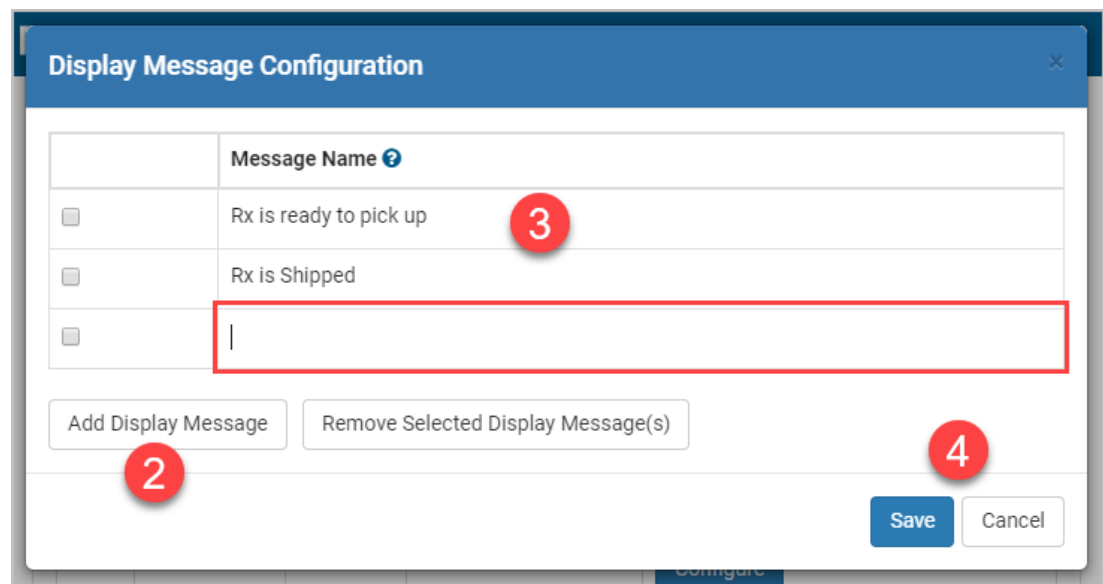 Display Message Configuration ×
Message Name ?
Rx is ready to pick up
3
Rx is Shipped
Add Display Message Remove Selected Display Message(s)
2
4
Save Cancel
Configure